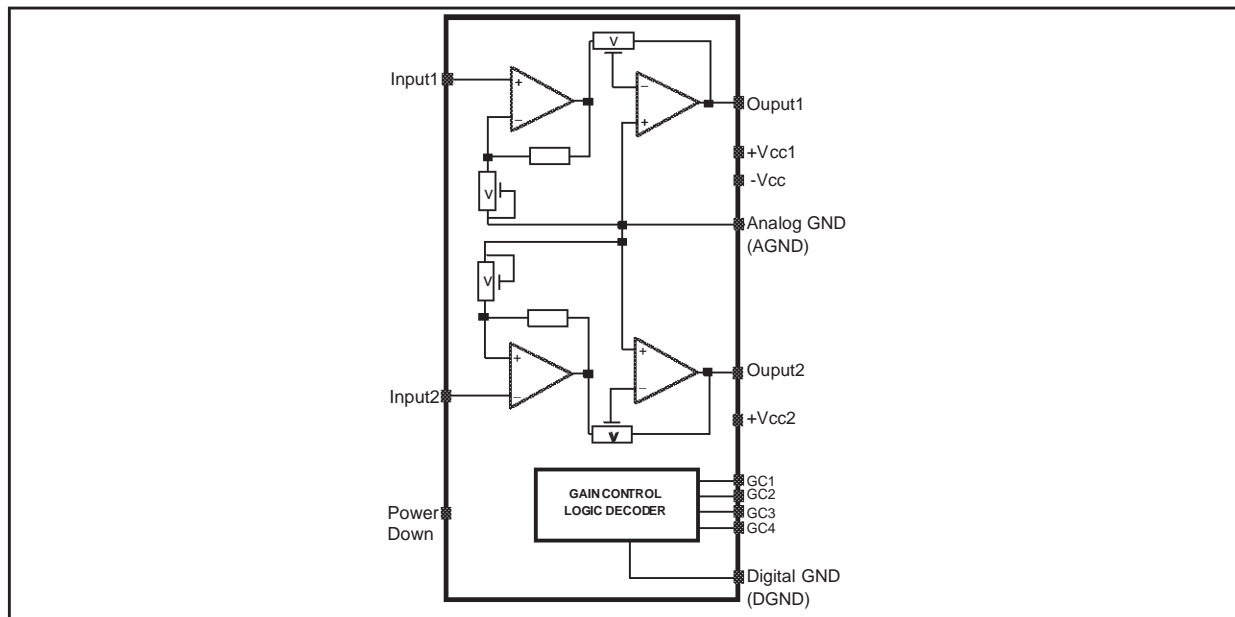 V
Input1
+
−
−
+
Ouput1
+Vcc1
-Vcc
V
Analog GND
(AGND)
V
+
−
+
−
Input2
Ouput2
+Vcc2
V
GAIN CONTROL
LOGIC DECODER
GC1
GC2
GC3
GC4
Power
Down
Digital GND
(DGND)